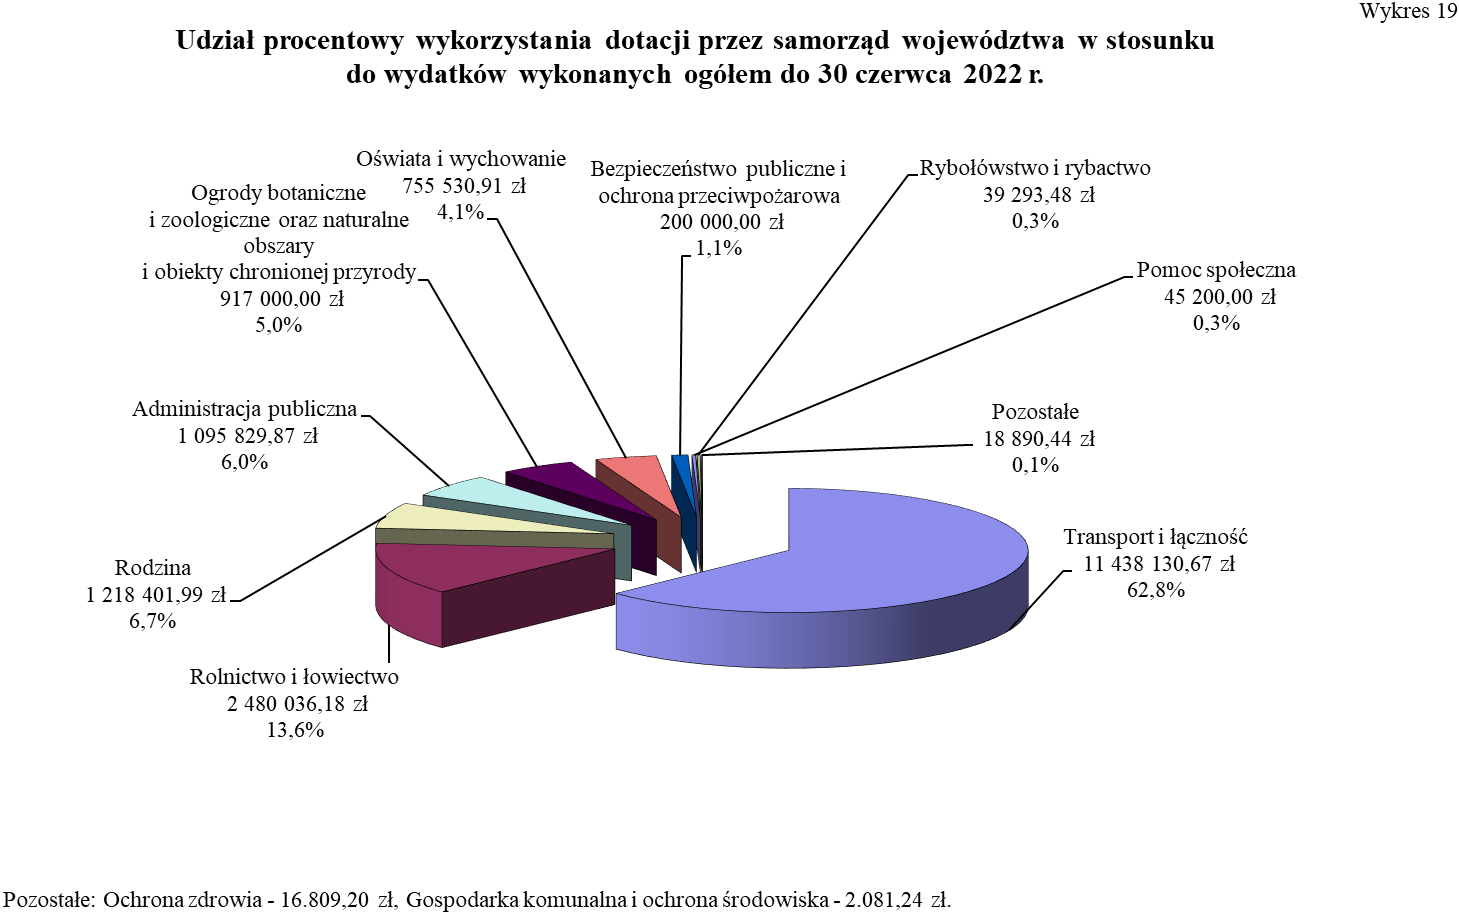 Wykres 19
Udział procentowy wykorzystania dotacji przez samorząd województwa w stosunku
do wydatków wykonanych ogółem do 30 czerwca 2022 r.
Oświata i wychowanie
755 530,91 zł
4,1%
Bezpieczeństwo publiczne i
ochrona przeciwpożarowa
200 000,00 zł
1,1%
Rybołówstwo i rybactwo
39 293,48 zł
0,3%
Ogrody botaniczne
i zoologiczne oraz naturalne
obszary
i obiekty chronionej przyrody
917 000,00 zł
5,0%
Pomoc społeczna
45 200,00 zł
0,3%
Administracja publiczna
1 095 829,87 zł
6,0%
Pozostałe
18 890,44 zł
0,1%
Transport i łączność
11 438 130,67 zł
62,8%
Rodzina
1 218 401,99 zł
6,7%
Rolnictwo i łowiectwo
2 480 036,18 zł
13,6%
Pozostałe: Ochrona zdrowia - 16.809,20 zł, Gospodarka komunalna i ochrona środowiska - 2.081,24 zł.